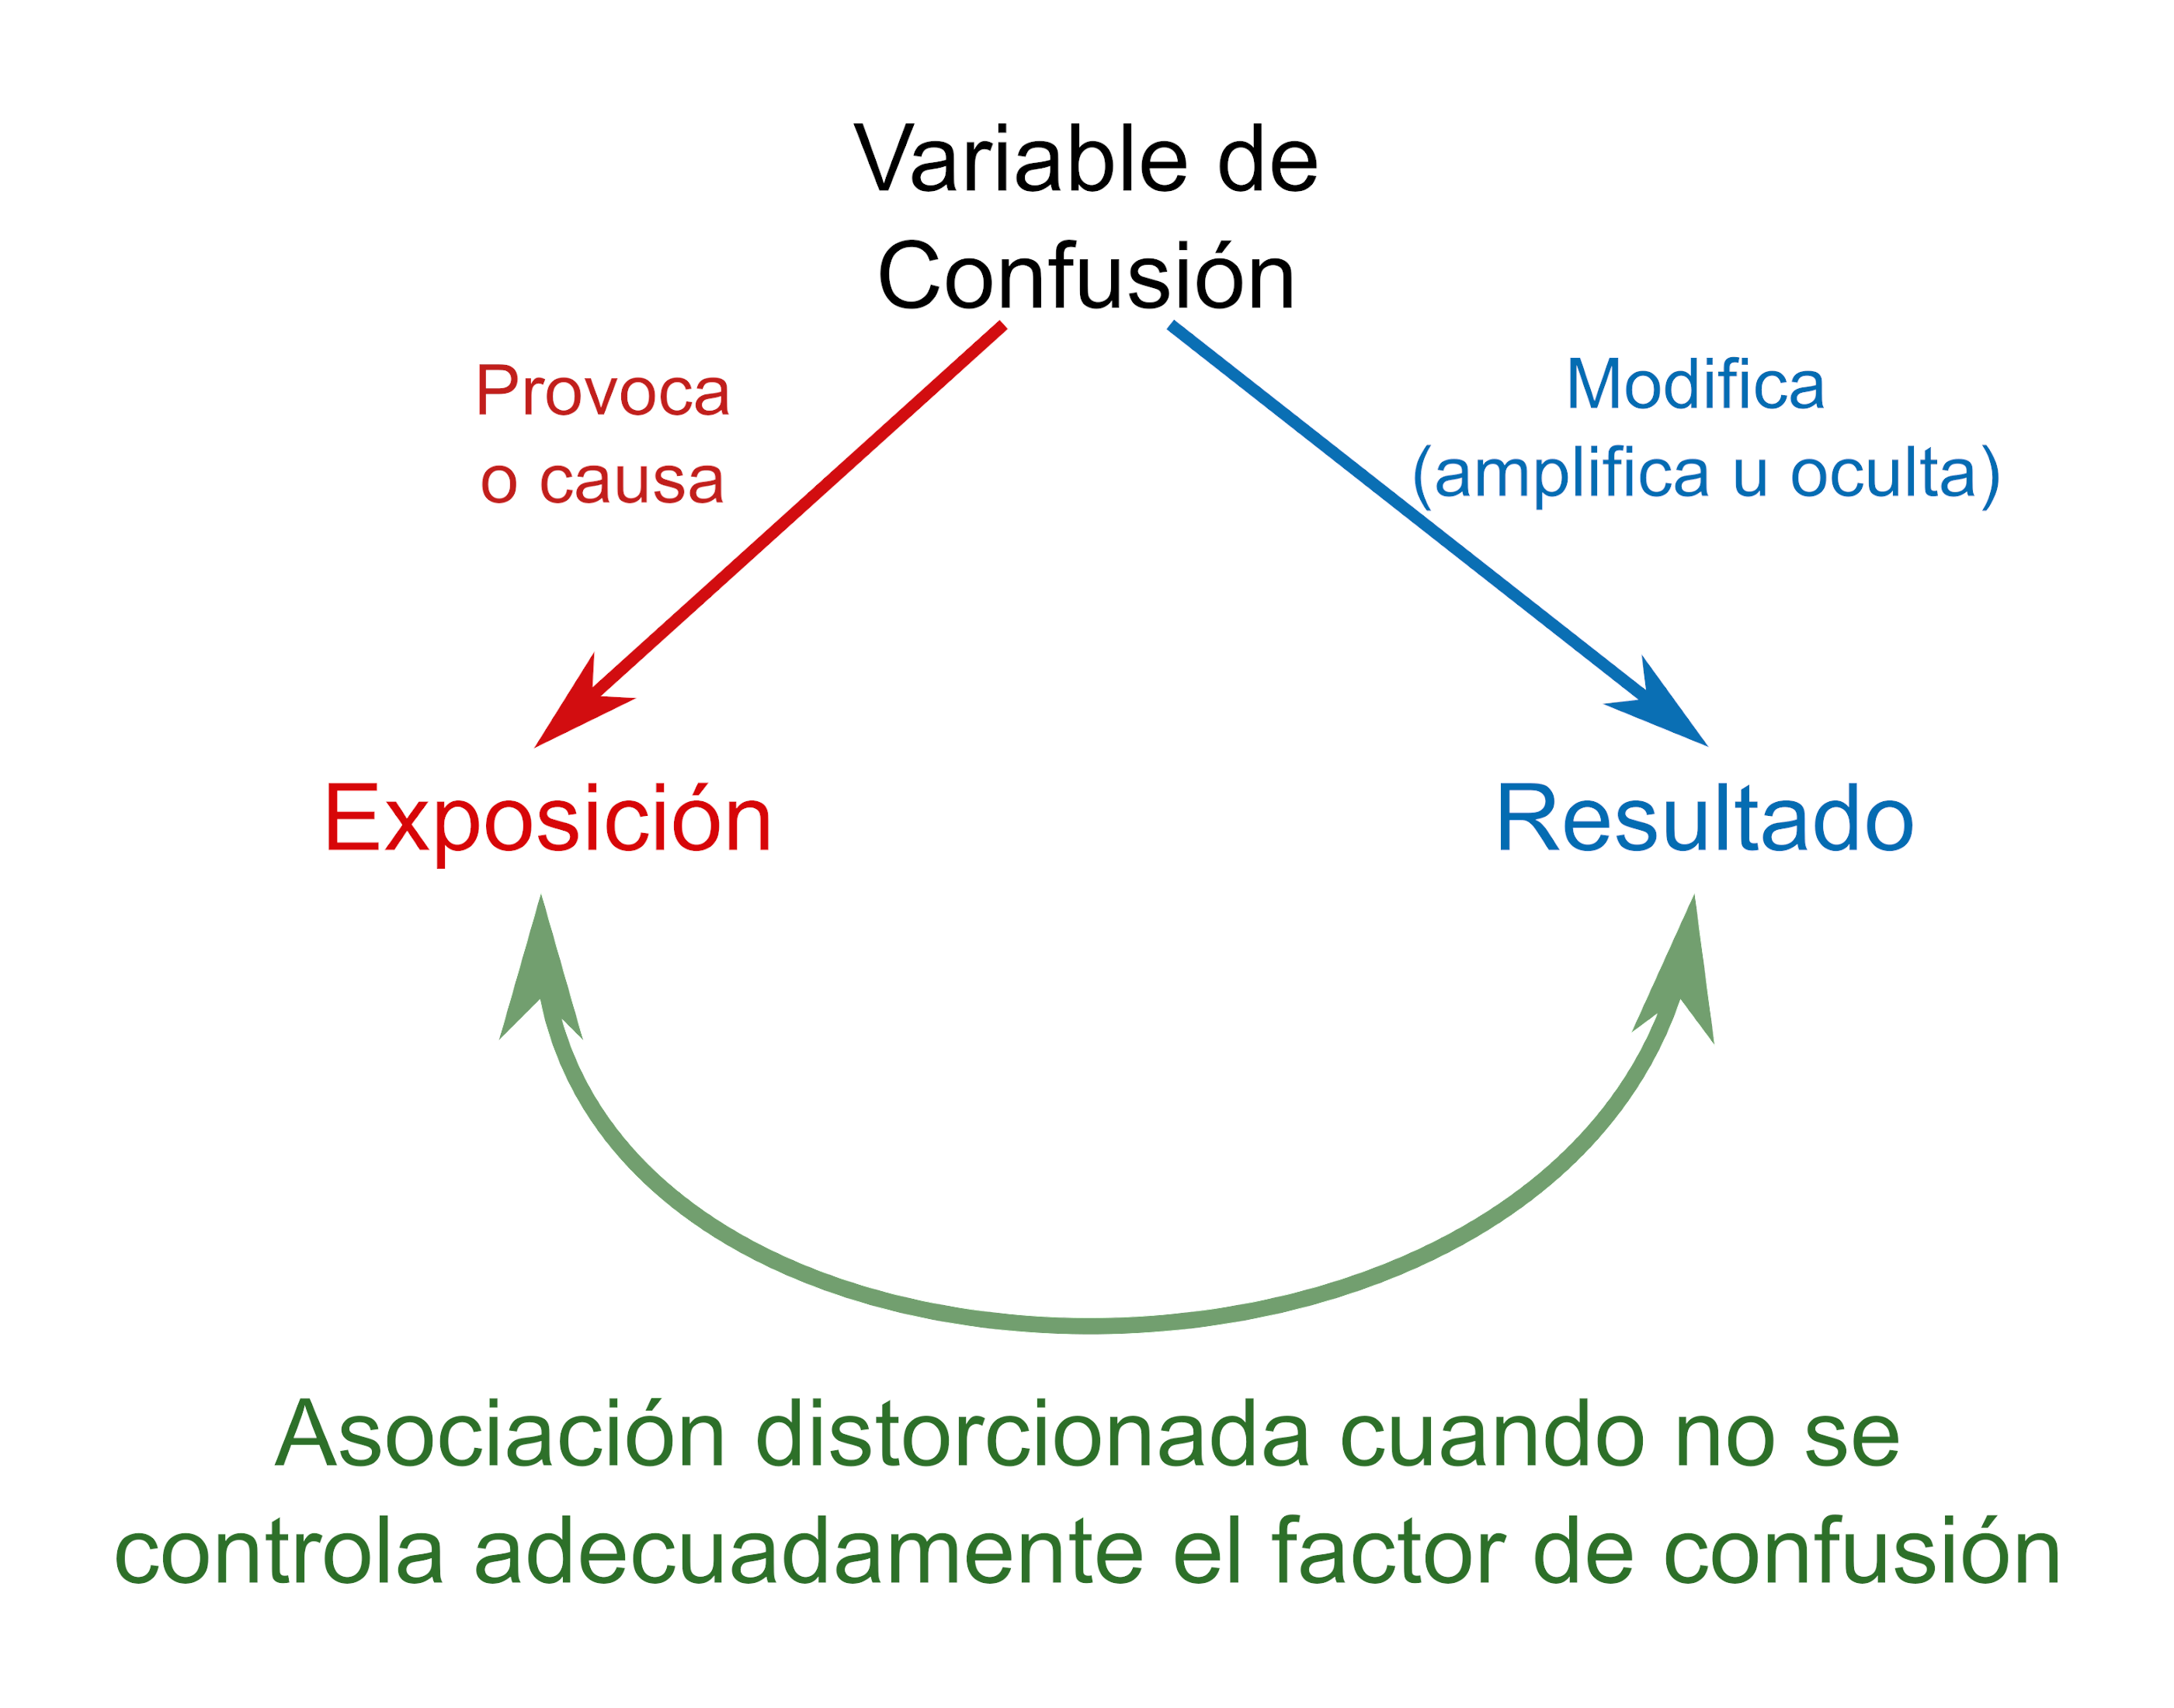 Variable de
Confusión
Provoca
o causa
Modifica
(amplifica u oculta)
Exposición
Resultado
Asociación distorcionada cuando no se
controla adecuadamente el factor de confusión